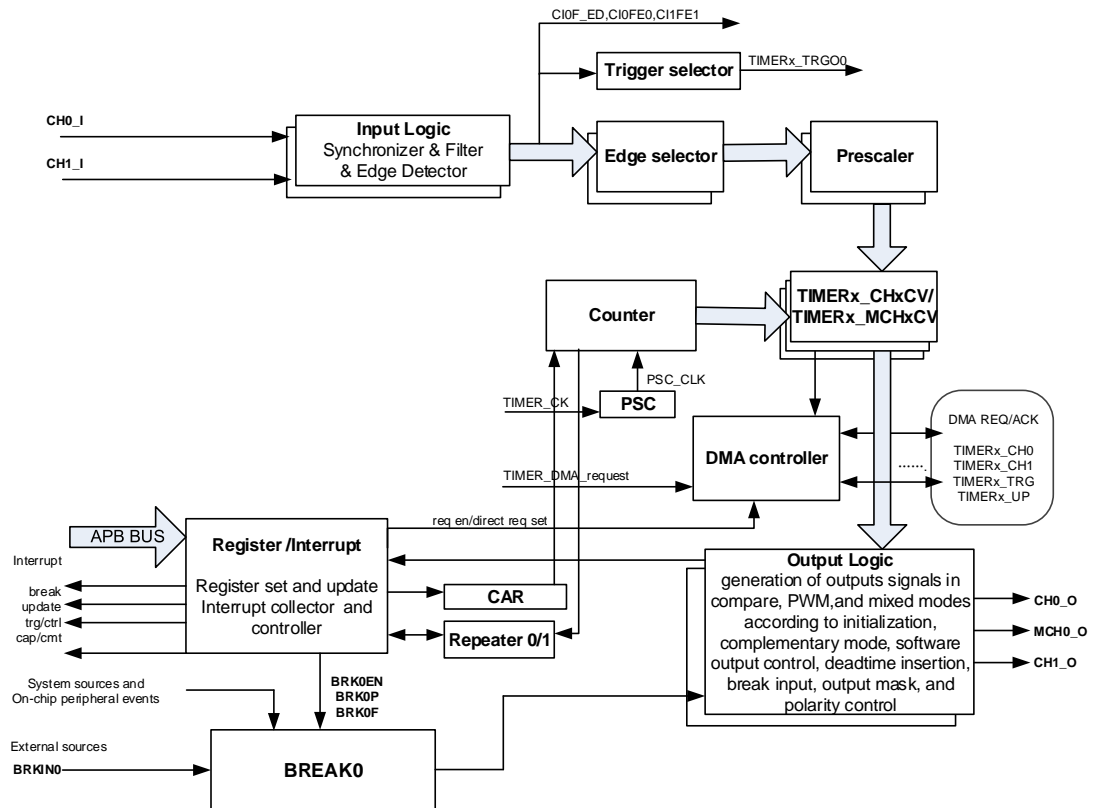 CI0F_ED,CI0FE0,CI1FE1
Trigger selector
TIMERx_TRGO0
CH0_I
CH1_I
Input Logic
Synchronizer & Filter
& Edge Detector
Edge selector
Prescaler
TIMERx_CHxCV/
TIMERx_MCHxCV
Counter
PSC_CLK
TIMER_CK
PSC
DMA controller
DMA REQ/ACK
TIMERx_CH0
TIMERx_CH1
TIMERx_TRG
TIMERx_UP
.......
TIMER_DMA_request
req en/direct req set
APB BUS
Register /Interrupt
Register set and update
Interrupt collector and
controller
Interrupt
break
update
trg/ctrl
cap/cmt
CAR
Repeater 0/1
Output Logic
generation of outputs signals in
compare, PWM,and mixed modes
according to initialization,
complementary mode, software
output control, deadtime insertion,
break input, output mask, and
polarity control
CH0_O
MCH0_O
CH1_O
System sources and
On-chip peripheral events
BRK0EN
BRK0P
BRK0F
External sources
BRKIN0
BREAK0